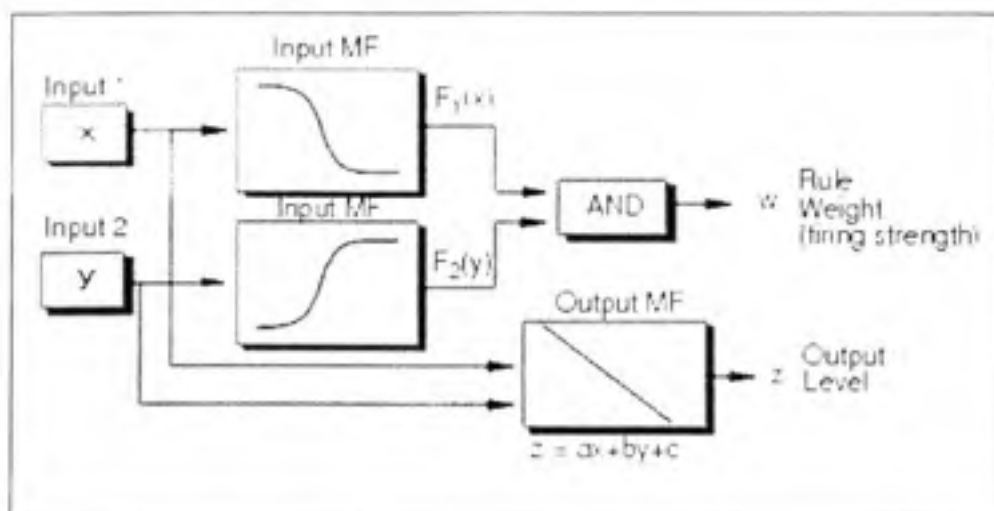 Input MF
Input 1
x
F₁(x)
AND
w
Rule
Weight
(firing strength)
Input MF
Input 2
y
F₂(y)
Output MF
z
Output
Level
z = ax+by+c